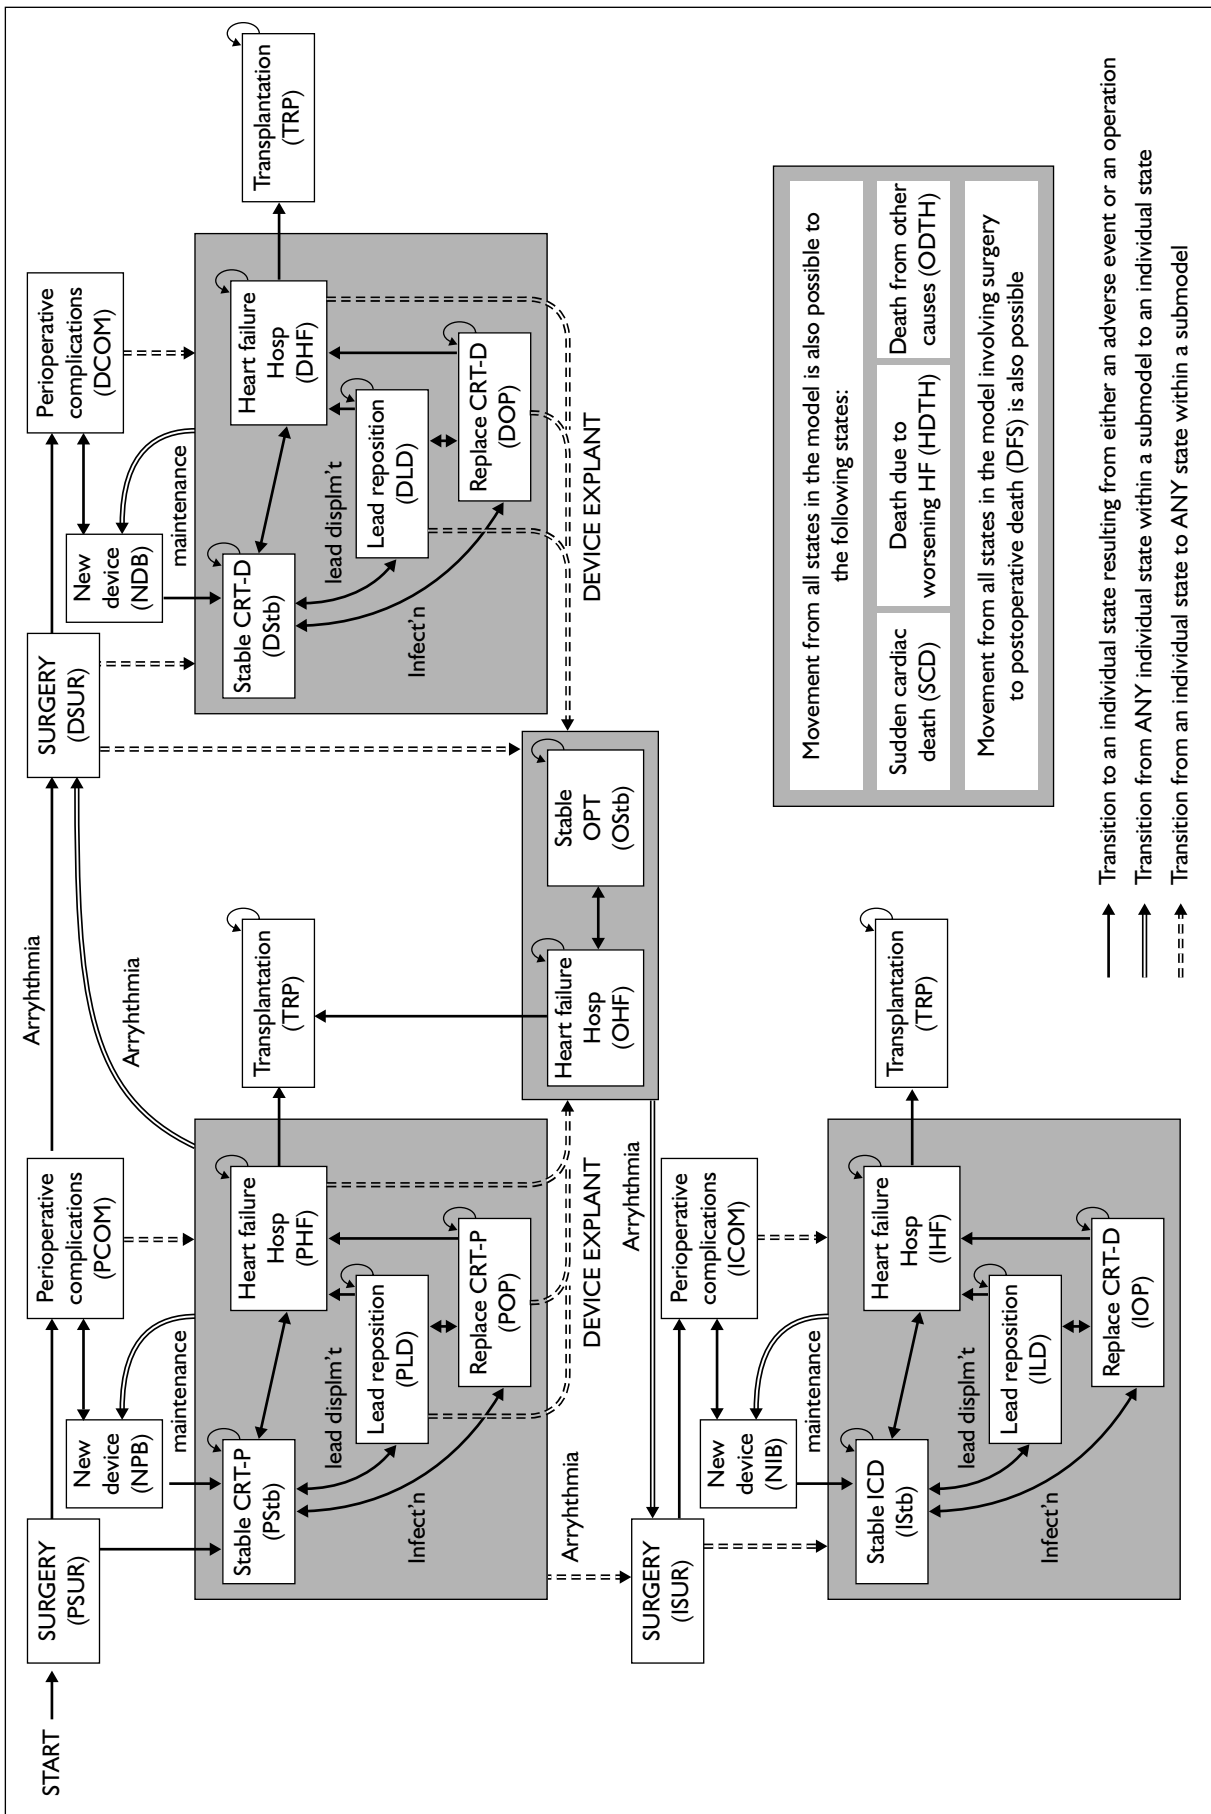 START
SURGERY
(PSUR)
New
device
(NPB)
Perioperative
complications
(PCOM)
Arryhthmia
SURGERY
(DSUR)
New
device
(NDB)
Perioperative
complications
(DCOM)
maintenance
Arryhthmia
maintenance
Stable CRT-P
(PStb)
Heart failure
Hosp
(PHF)
Transplantation
(TRP)
Stable CRT-D
(DStb)
Heart failure
Hosp
(DHF)
Transplantation
(TRP)
lead displm’t
Lead reposition
(PLD)
lead displm’t
Lead reposition
(DLD)
Infect’n
Replace CRT-P
(POP)
Infect’n
Replace CRT-D
(DOP)
DEVICE EXPLANT
DEVICE EXPLANT
Heart failure
Hosp
(OHF)
Stable
OPT
(OStb)
Arryhthmia
Arryhthmia
SURGERY
(ISUR)
New
device
(NIB)
Perioperative
complications
(ICOM)
maintenance
Stable ICD
(IStb)
Heart failure
Hosp
(IHF)
Transplantation
(TRP)
lead displm’t
Lead reposition
(ILD)
Infect’n
Replace CRT-D
(IOP)
Movement from all states in the model is also possible to
the following states:
Sudden cardiac
death (SCD)
Death due to
worsening HF (HDTH)
Death from other
causes (ODTH)
Movement from all states in the model involving surgery
to postoperative death (DFS) is also possible
Transition to an individual state resulting from either an adverse event or an operation
Transition from ANY individual state within a submodel to an individual state
Transition from an individual state to ANY state within a submodel